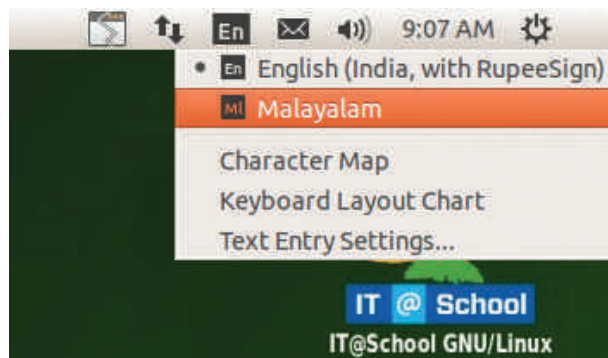 En 9:07 AM
En English (India, with RupeeSign)
Ml Malayalam
Character Map
Keyboard Layout Chart
Text Entry Settings...
IT @ School
IT@School GNU/Linux